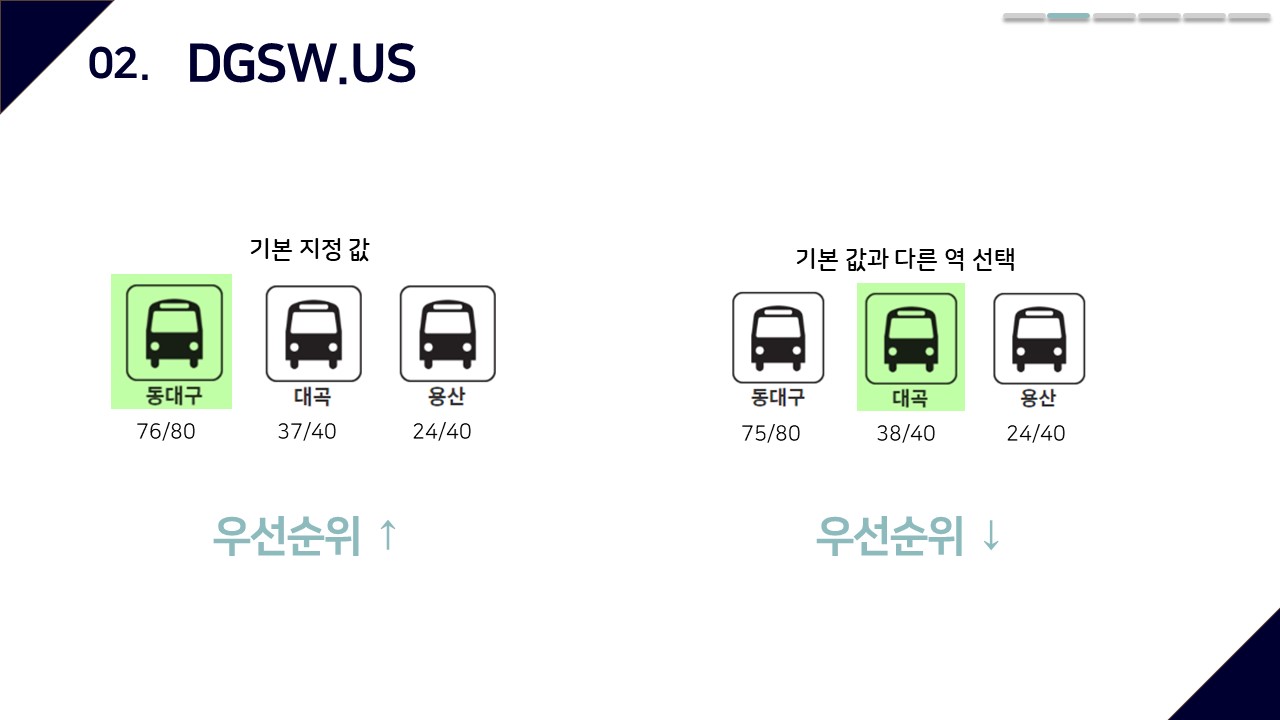 02. DGSW.US
기본 지정 값
동대구 대곡 용산
76/80 37/40 24/40
우선순위 ↑
기본 값과 다른 역 선택
동대구 대곡 용산
75/80 38/40 24/40
우선순위 ↓